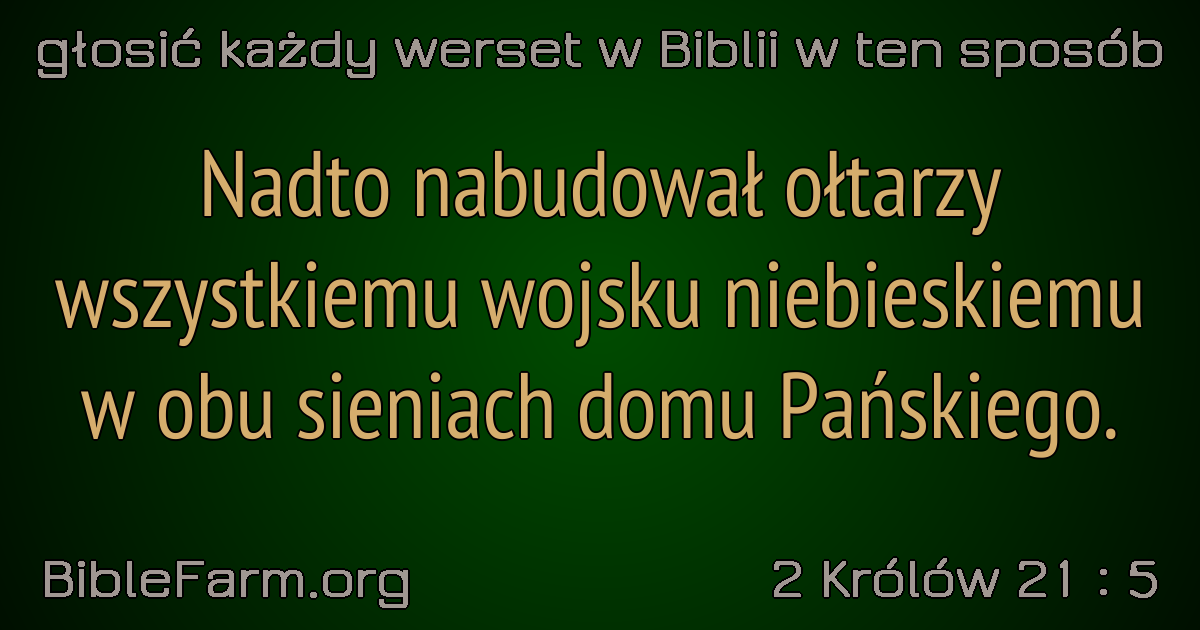 głosić każdy werset w Biblii w ten sposób
Nadto nabudował ołtarzy
wszystkiemu wojsku niebieskiemu
w obu sieniach domu Pańskiego.
BibleFarm.org
2 Królów 21 : 5